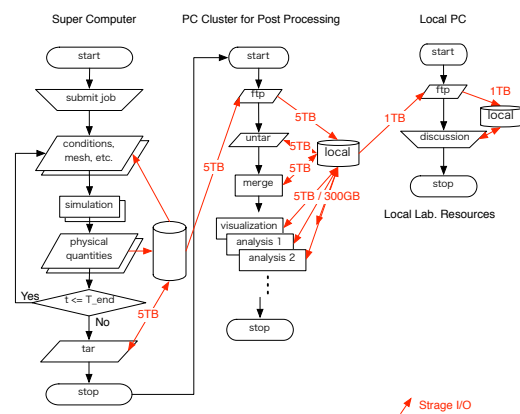 Super Computer
PC Cluster for Post Processing
Local PC
start
submit job
conditions,
mesh, etc.
simulation
physical
quantities
Yes
t <= T_end
No
tar
5TB
stop
5TB
start
ftp
5TB
untar
5TB
local
merge
5TB
5TB / 300GB
visualization
analysis 1
analysis 2
stop
start
ftp
1TB
1TB
local
discussion
stop
Local Lab. Resources
Strage I/O